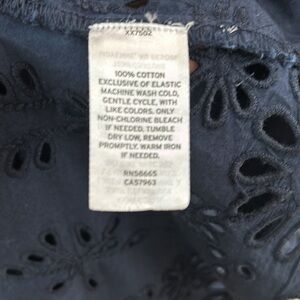 XX7502
100% COTTON
EXCLUSIVE OF ELASTIC
MACHINE WASH COLD,
GENTLE CYCLE, WITH
LIKE COLORS. ONLY
NON-CHLORINE BLEACH
IF NEEDED. TUMBLE
DRY LOW, REMOVE
PROMPTLY. WARM IRON
IF NEEDED.
RN58665
CA57963